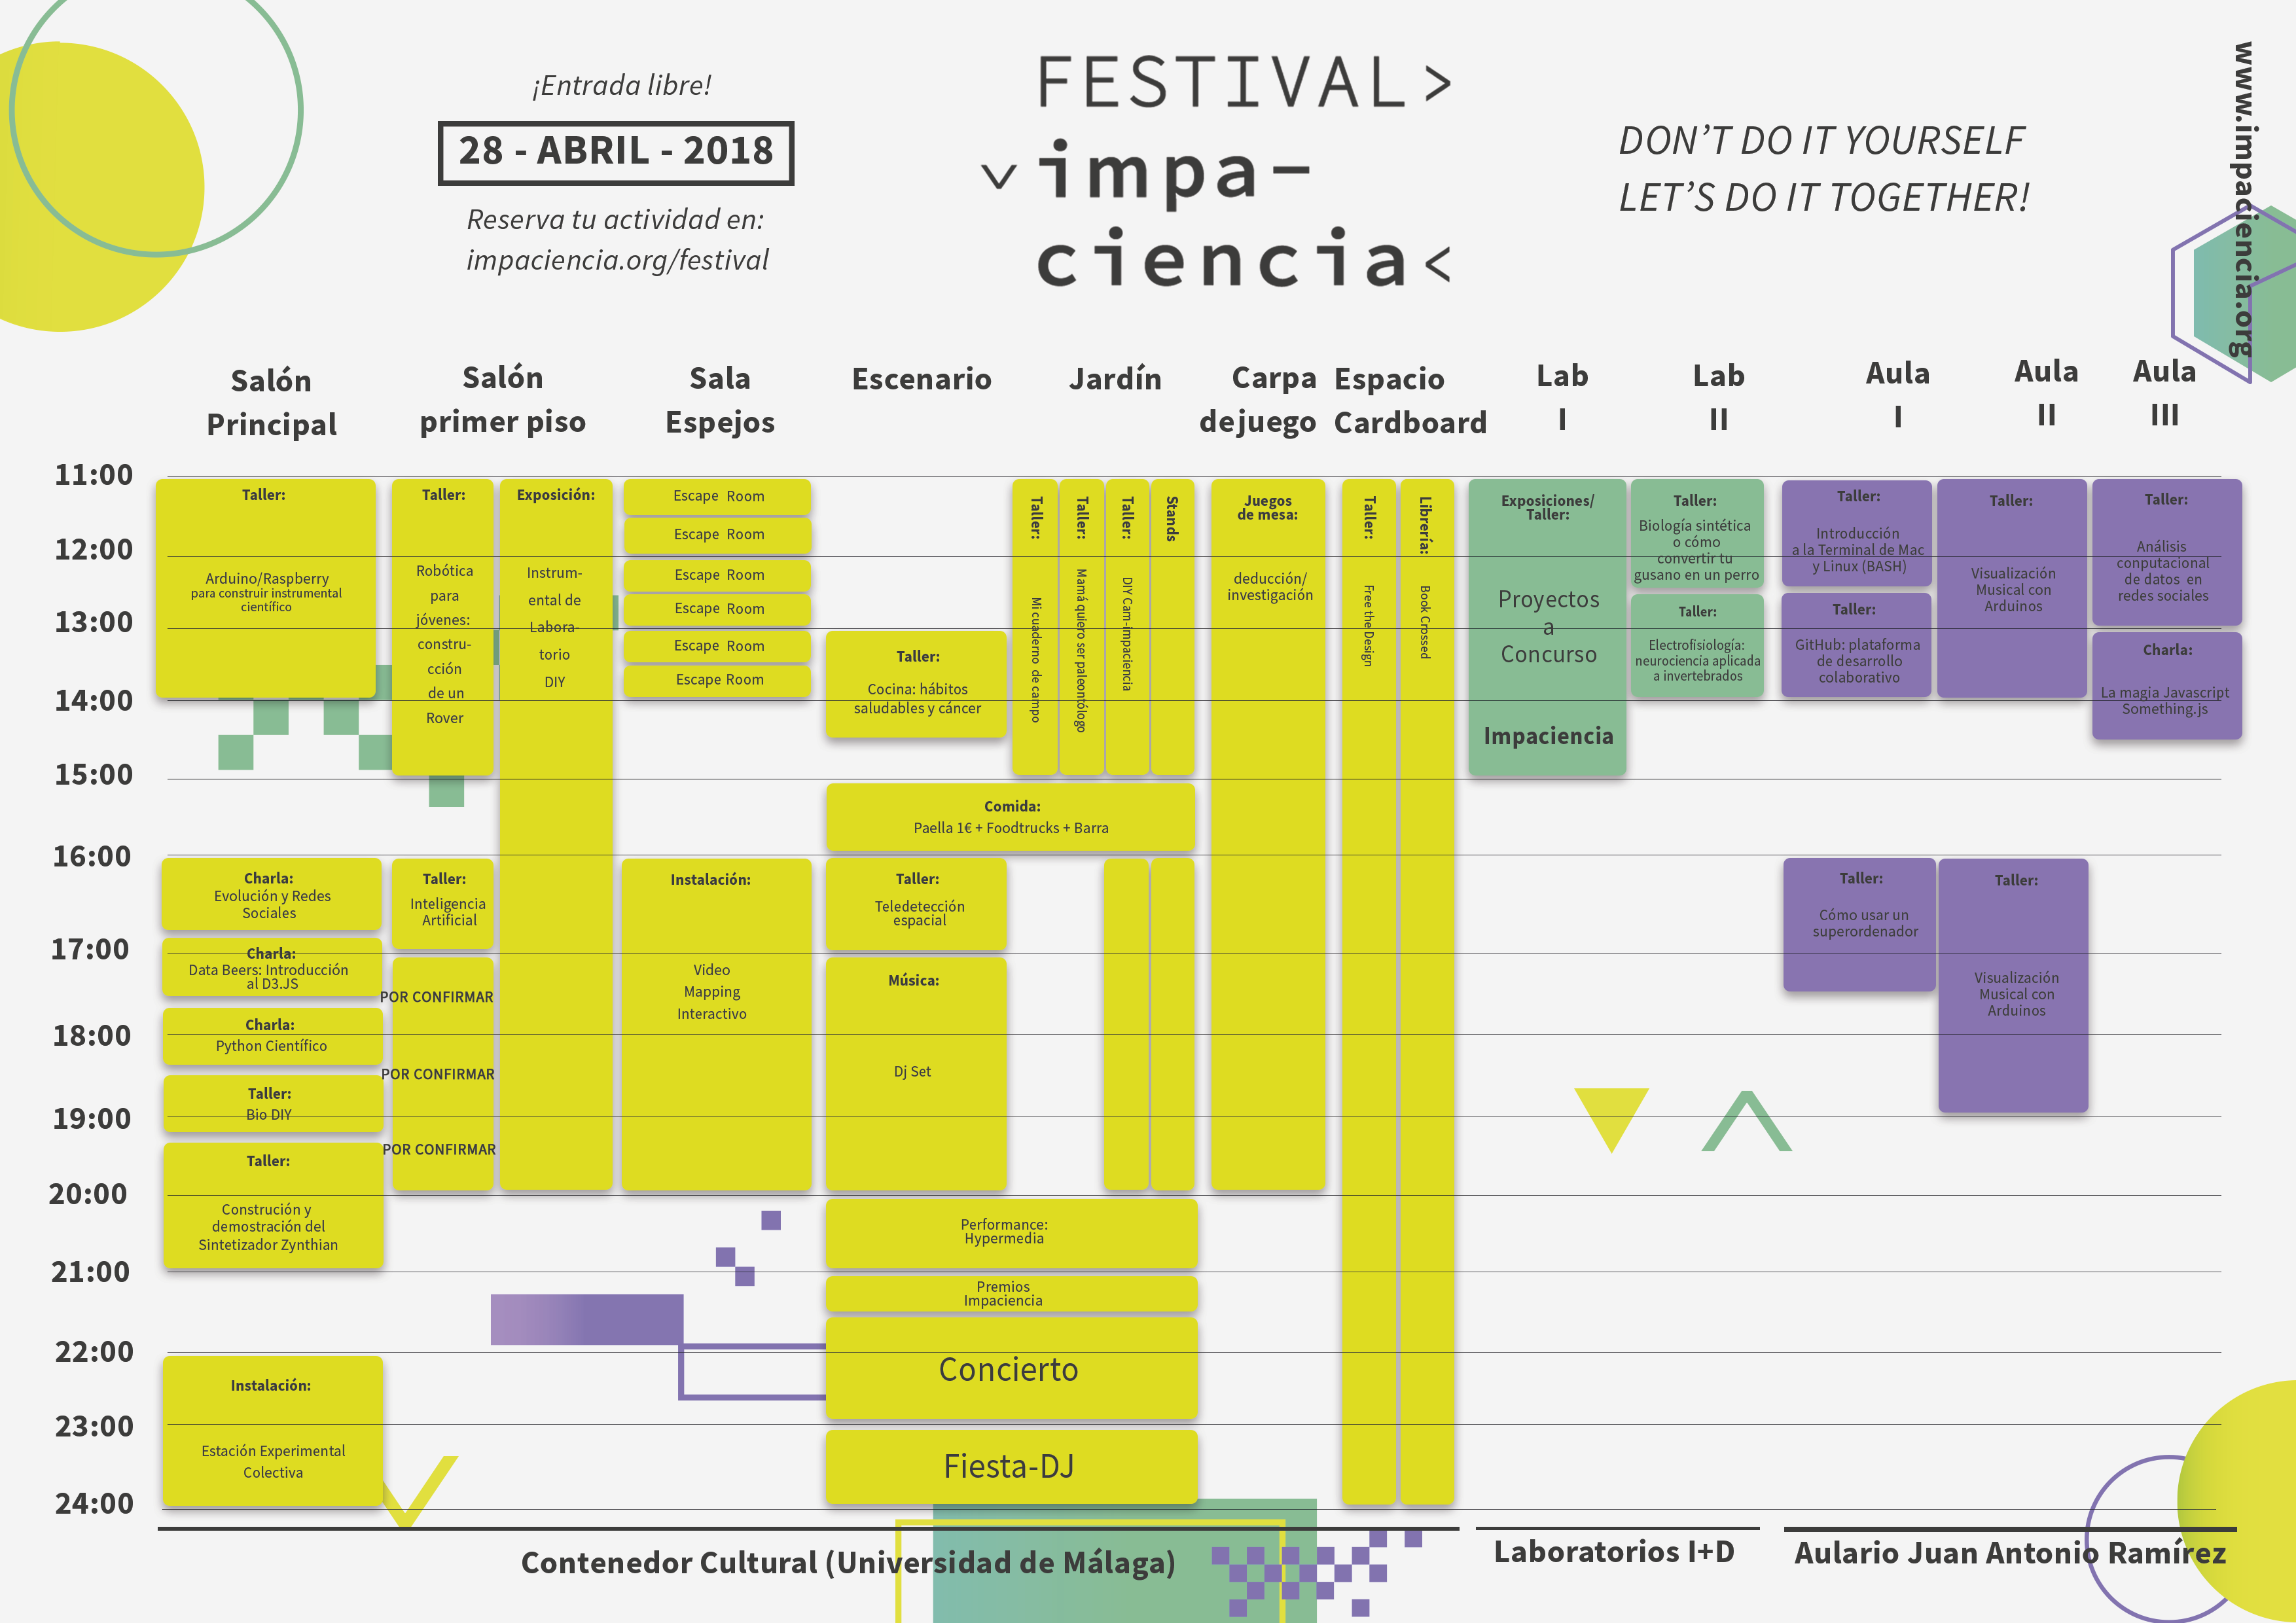 ¡Entrada libre!
28 - ABRIL - 2018
Reserva tu actividad en:
impaciencia.org/festival
FESTIVAL>
impa-
ciencia<
DON'T DO IT YOURSELF
LET'S DO IT TOGETHER!
www.impaciencia.org
Salón
Principal
Salón
primer piso
Sala
Espejos
Escenario
Jardín
Carpa
dejuego
Espacio
Cardboard
Lab
I
Lab
II
Aula
I
Aula
II
Aula
III
11:00
12:00
13:00
14:00
15:00
16:00
17:00
18:00
19:00
20:00
21:00
22:00
23:00
24:00
Taller:
Arduino/Raspberry
para construir instrumental
científico
Charla:
Evolución y Redes
Sociales
Charla:
Data Beers: Introducción
al D3.JS
Charla:
Python Científico
Taller:
Bio DIY
Taller:
Construción y
demostración del
Sintetizador Zynthian
Instalación:
Estación Experimental
Colectiva
Taller:
Robótica
para
jóvenes:
constru-
cción
de un
Rover
Taller:
Inteligencia
Artificial
POR CONFIRMAR
POR CONFIRMAR
POR CONFIRMAR
Exposición:
Instrum-
ental de
Labora-
torio
DIY
Escape Room
Escape Room
Escape Room
Escape Room
Escape Room
Escape Room
Instalación:
Video
Mapping
Interactivo
Taller:
Cocina: hábitos
saludables y cáncer
Taller:
Mi cuaderno de campo
Taller:
Mamá quiero ser paleontólogo
Taller:
DIY Cam-impaciencia
Stands
Comida:
Paella 1€ + Foodtrucks + Barra
Taller:
Teledetección
espacial
Música:
Dj Set
Performance:
Hypermedia
Premios
Impaciencia
Concierto
Fiesta-DJ
Juegos
de mesa:
deducción/
investigación
Taller:
Free the Design
Librería:
Book Crossed
Exposiciones/
Taller:
Proyectos
a
Concurso
Impaciencia
Taller:
Biología sintética
o cómo
convertir tu
gusano en un perro
Taller:
Electrofisiología:
neurociencia aplicada
a invertebrados
Taller:
Introducción
a la Terminal de Mac
y Linux (BASH)
Taller:
GitHub: plataforma
de desarrollo
colaborativo
Taller:
Cómo usar un
superordenador
Taller:
Visualización
Musical con
Arduinos
Taller:
Visualización
Musical con
Arduinos
Taller:
Análisis
conputacional
de datos en
redes sociales
Charla:
La magia Javascript
Something.js
Contenedor Cultural (Universidad de Málaga)
Laboratorios I+D
Aulario Juan Antonio Ramírez